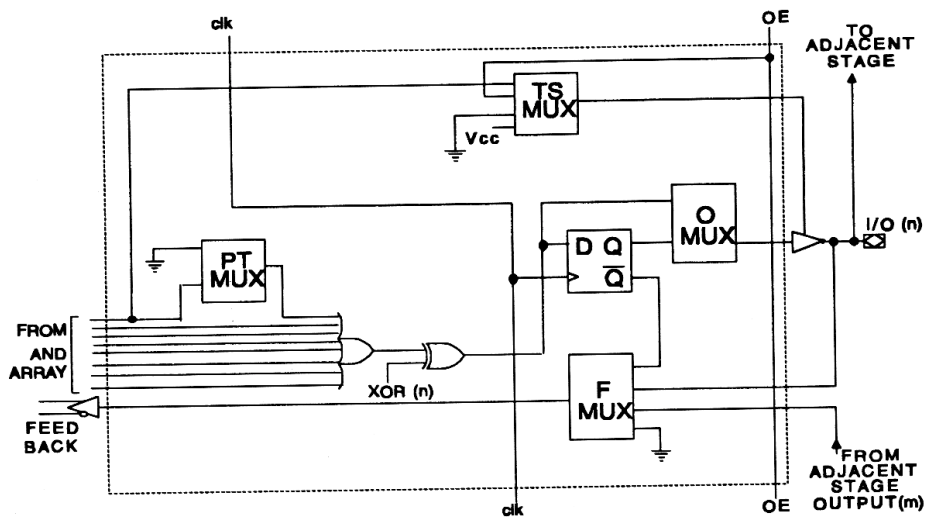 clk
OE
TO
ADJACENT
STAGE
TS
MUX
Vcc
O
MUX
I/O (n)
D Q
Q
PT
MUX
FROM
AND
ARRAY
XOR (n)
F
MUX
FEED
BACK
FROM
ADJACENT
STAGE
OUTPUT(m)
clk
OE